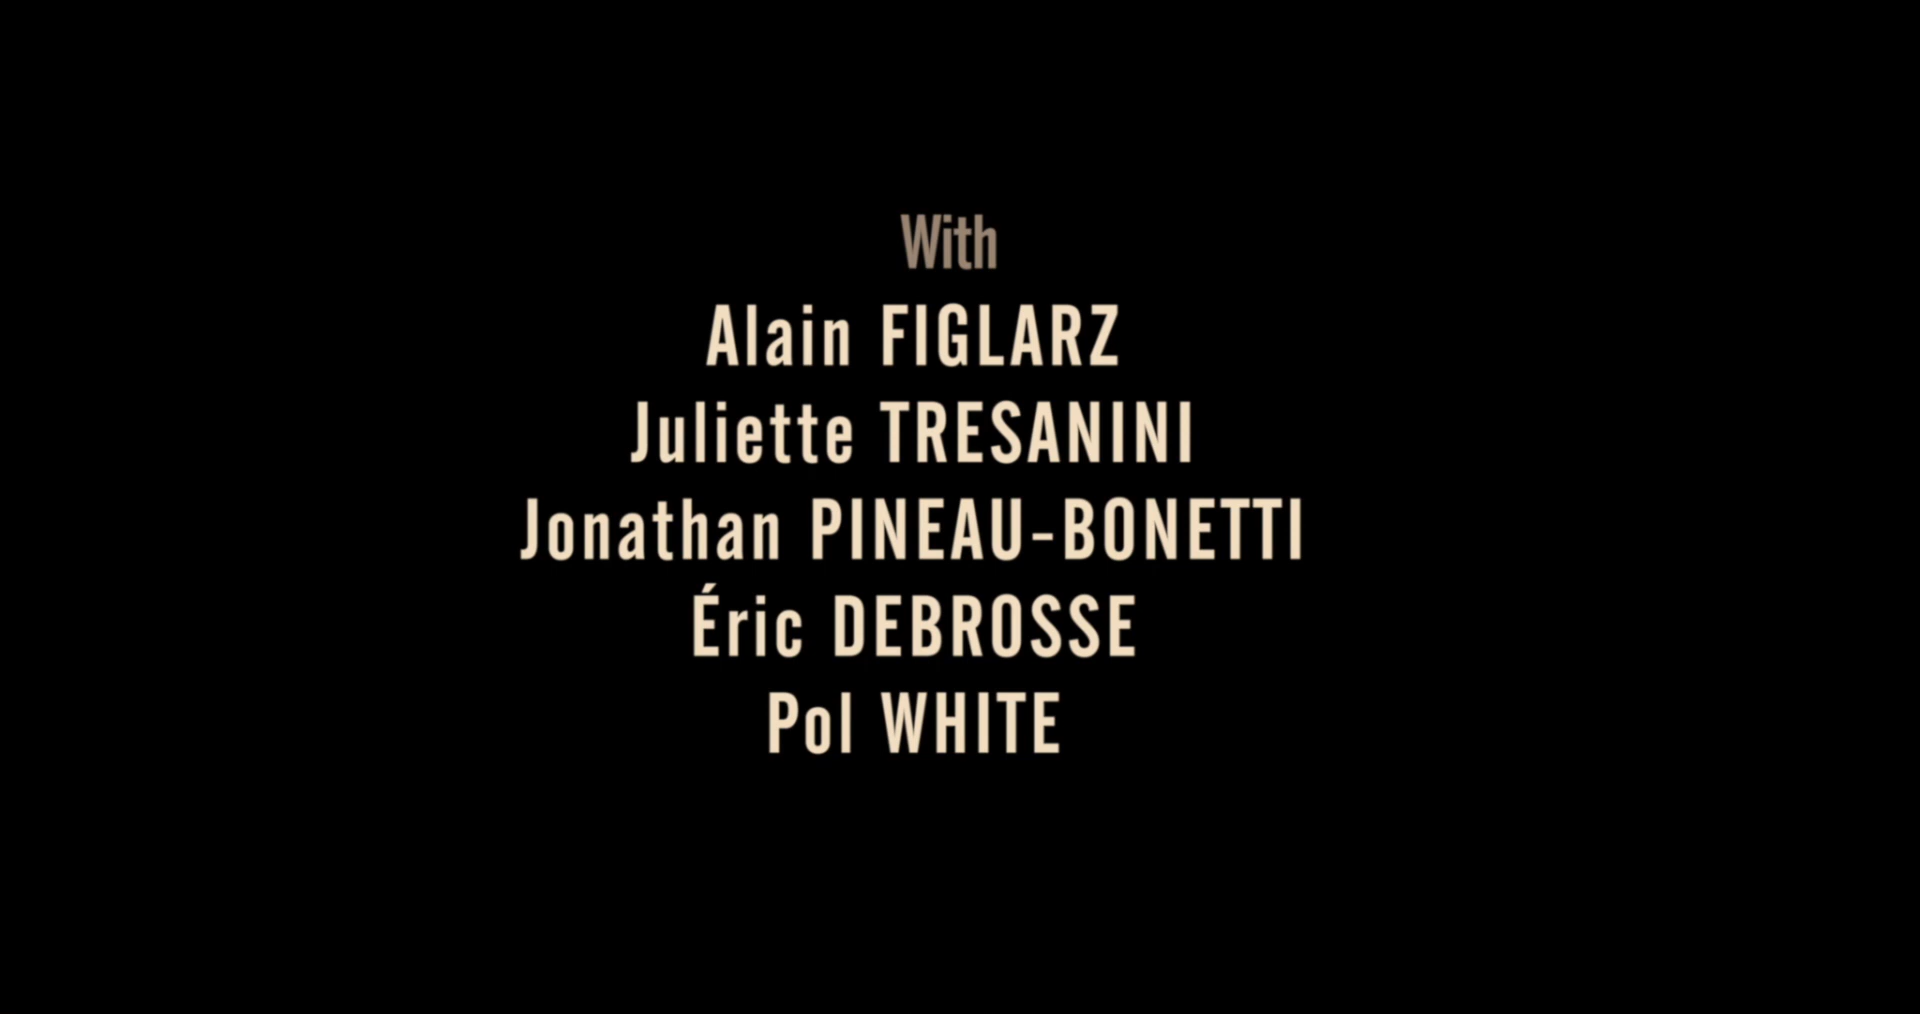 With
Alain FIGLARZ
Juliette TRESANINI
Jonathan PINEAU-BONETTI
Éric DEBROSSE
Pol WHITE